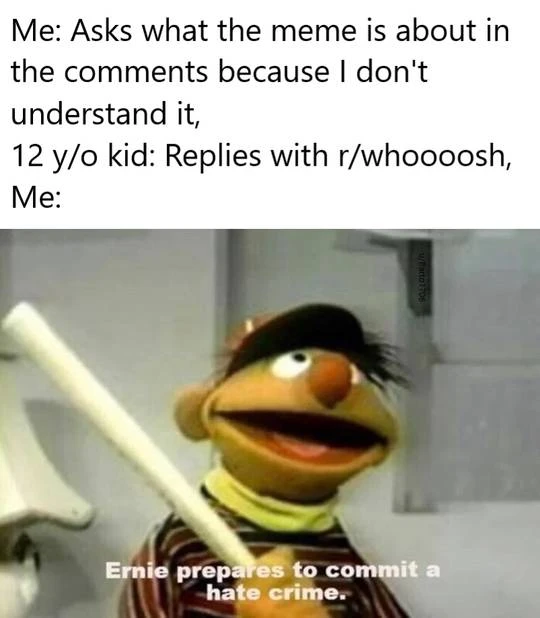 Me: Asks what the meme is about in
the comments because I don't
understand it,
12 y/o kid: Replies with r/whoooosh,
Me:
Ernie prepares to commit a
hate crime.